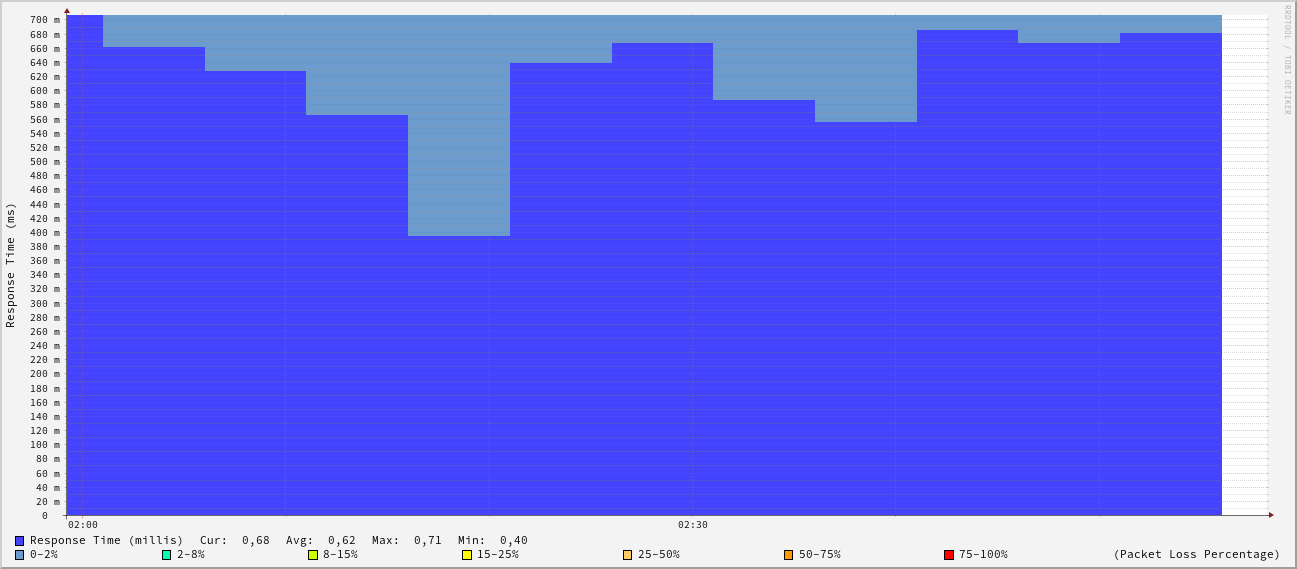 RRDTOOL / TOBI OETIKER
Response Time (ms)
700 m
680 m
660 m
640 m
620 m
600 m
580 m
560 m
540 m
520 m
500 m
480 m
460 m
440 m
420 m
400 m
380 m
360 m
340 m
320 m
300 m
280 m
260 m
240 m
220 m
200 m
180 m
160 m
140 m
120 m
100 m
80 m
60 m
40 m
20 m
0
02:00 02:30
Response Time (millis) Cur: 0,68 Avg: 0,62 Max: 0,71 Min: 0,40
0-2% 2-8% 8-15% 15-25% 25-50% 50-75% 75-100% (Packet Loss Percentage)